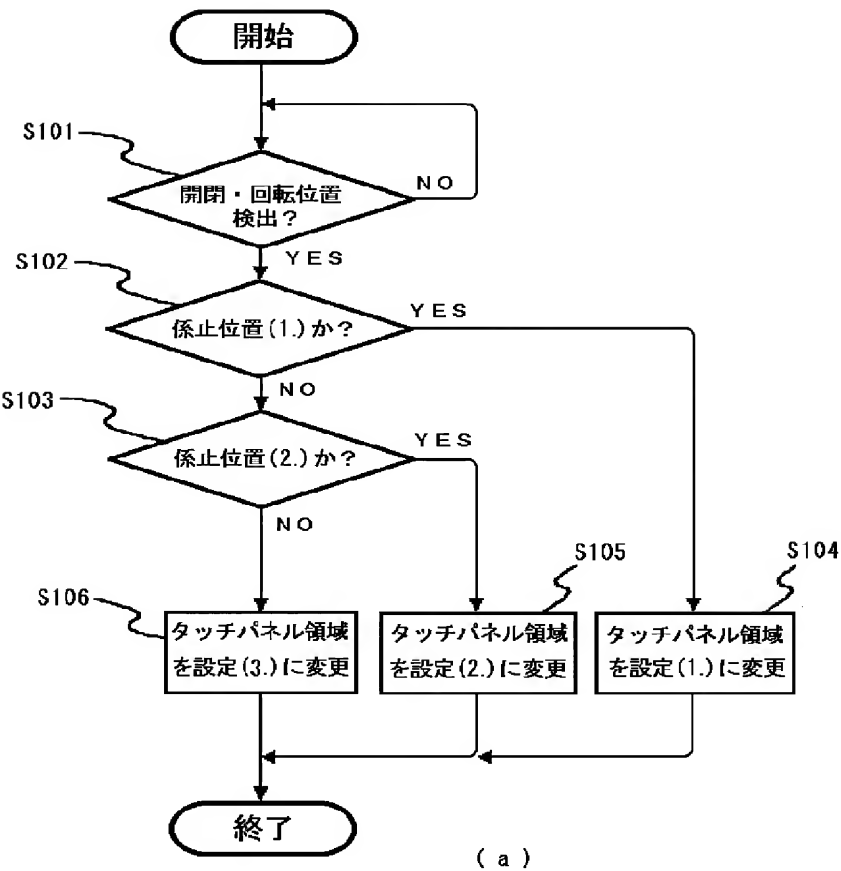 開始
S101
開閉・回転位置
検出？
NO
YES
S102
係止位置(1.)か？
YES
NO
S103
係止位置(2.)か？
YES
NO
S106
タッチパネル領域
を設定(3.)に変更
S105
タッチパネル領域
を設定(2.)に変更
S104
タッチパネル領域
を設定(1.)に変更
終了
(a)